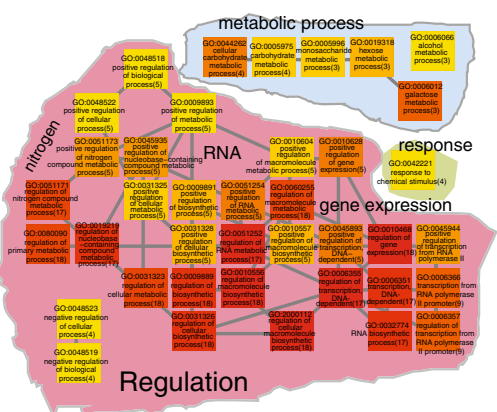 metabolic process
GO:0044262
cellular
carbohydrate
metabolic
process(4)
GO:0005975
carbohydrate
metabolic
process(4)
GO:0005996
monosaccharide
metabolic
process(3)
GO:0019318
hexose
metabolic
process(3)
GO:0006066
alcohol
metabolic
process(3)
GO:0006012
galactose
metabolic
process(3)
GO:0048518
positive regulation
of biological
process(5)
GO:0048522
positive regulation
of cellular
process(5)
GO:0009893
positive regulation
of metabolic
process(5)
nitrogen
RNA
response
GO:0042221
response to
chemical stimulus(4)
GO:0051173
positive regulation
of nitrogen
compound metabolic
process(5)
GO:0045935
positive
regulation of
nucleobase-containing
compound metabolic
process(5)
GO:0010604
positive regulation
of macromolecule
metabolic
process(5)
GO:0010628
positive
regulation
of gene
expression(5)
gene expression
GO:0051171
regulation of
nitrogen compound
metabolic
process(17)
GO:0031325
positive regulation
of cellular
metabolic
process(5)
GO:0009891
positive
regulation of
biosynthetic
process(5)
GO:0051254
positive
regulation
of RNA
metabolic
process(5)
GO:0060255
regulation of
macromolecule
metabolic
process(18)
GO:0080090
regulation of
primary metabolic
process(18)
GO:0019219
regulation of
nucleobase
-containing
compound
metabolic
process(17)
GO:0031328
positive
regulation
of cellular
biosynthetic
process(5)
GO:0051252
regulation of
RNA metabolic
process(17)
GO:0010557
positive
regulation of
macromolecule
biosynthetic
process(5)
GO:0045893
positive regulation
of transcription,
DNA-
dependent(5)
GO:0010468
regulation of
gene
expression(18)
GO:0045944
positive regulation
of transcription
from RNA
polymerase II
GO:0031323
regulation of
cellular metabolic
process(18)
GO:0009889
regulation of
biosynthetic
process(18)
GO:0010556
regulation of
macromolecule
biosynthetic
process(18)
GO:0006355
regulation of
transcription,
DNA-
dependent(17)
GO:0006351
transcription,
DNA-
dependent(17)
GO:0006366
transcription from
RNA polymerase
GO:0031326
regulation of
cellular
biosynthetic
process(18)
GO:2000112
regulation of
cellular
macromolecule
biosynthetic
process(18)
GO:0032774
RNA biosynthetic
process(17)
GO:0006357
regulation of
transcription from
RNA polymerase
II promoter(9)
GO:0048523
negative regulation
of cellular
process(4)
GO:0048519
negative regulation
of biological
process(4)
Regulation